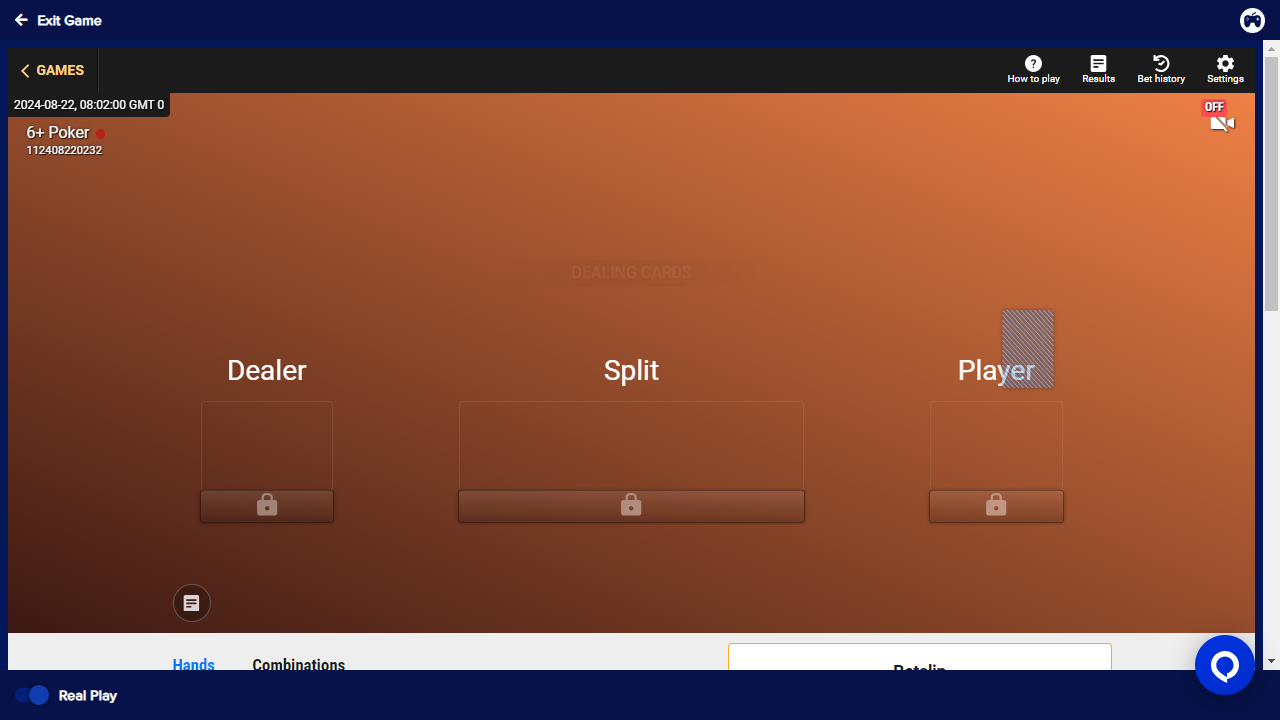 Exit Game
GAMES
How to play
Results
Bet history
Settings
2024-08-22, 08:02:00 GMT 0
OFF
6+ Poker
112408220232
DEALING CARDS
Dealer
Split
Player
Hands
Combinations
Betslip
Real Play